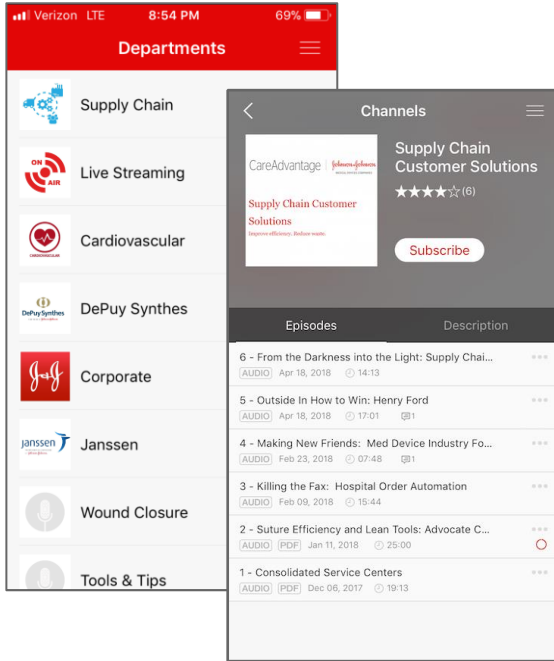 Verizon LTE 8:54 PM 69%
Departments
Supply Chain
ON
AIR
Live Streaming
CARDIOVASCULAR
Cardiovascular
DePuy Synthes
DePuy Synthes
J&J
Corporate
janssen
Janssen
Wound Closure
Tools & Tips
Channels
CareAdvantage Johnson & Johnson
Supply Chain Customer
Solutions
Improve efficiency. Reduce waste.
Supply Chain
Customer Solutions
(6)
Subscribe
Episodes Description
6 - From the Darkness into the Light: Supply Chai...
AUDIO Apr 18, 2018 14:13
5 - Outside In How to Win: Henry Ford
AUDIO Apr 18, 2018 17:01 1
4 - Making New Friends: Med Device Industry Fo...
AUDIO Feb 23, 2018 07:48 1
3 - Killing the Fax: Hospital Order Automation
AUDIO Feb 09, 2018 15:44
2 - Suture Efficiency and Lean Tools: Advocate C...
AUDIO PDF Jan 11, 2018 25:00
1 - Consolidated Service Centers
AUDIO PDF Dec 06, 2017 19:13